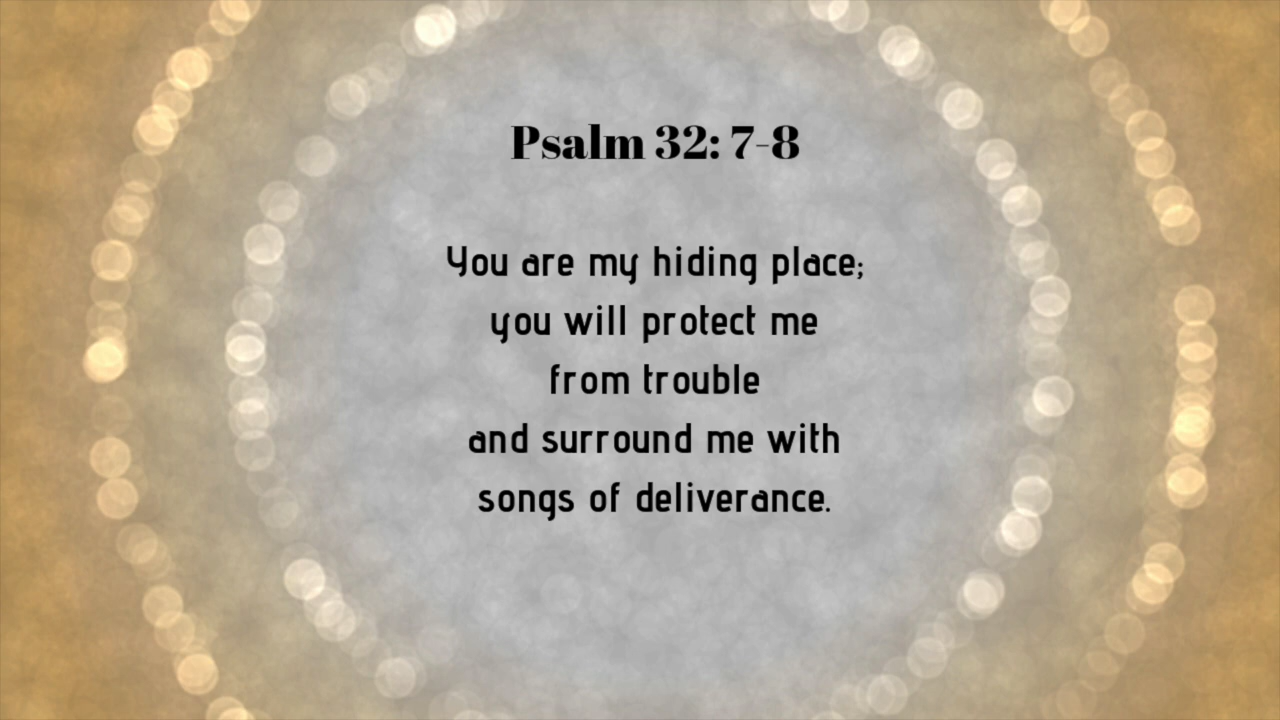 Psalm 32: 7-8
You are my hiding place;
you will protect me
from trouble
and surround me with
songs of deliverance.